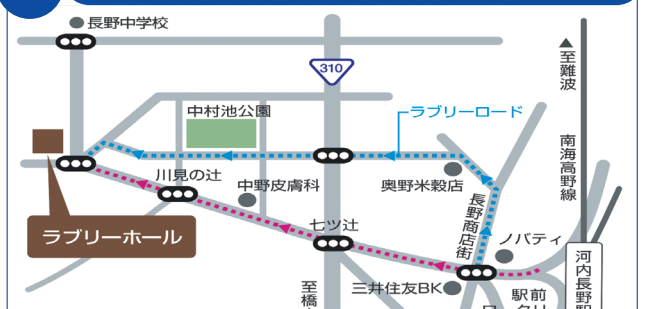 長野中学校
310
▲至難波
中村池公園
ラブリーロード
南海高野線
川見の辻
中野皮膚科
奥野米穀店
長野商店街
ラブリーホール
七ツ辻
ノバティ
河内長野駅
至橋
三井住友BK
駅前